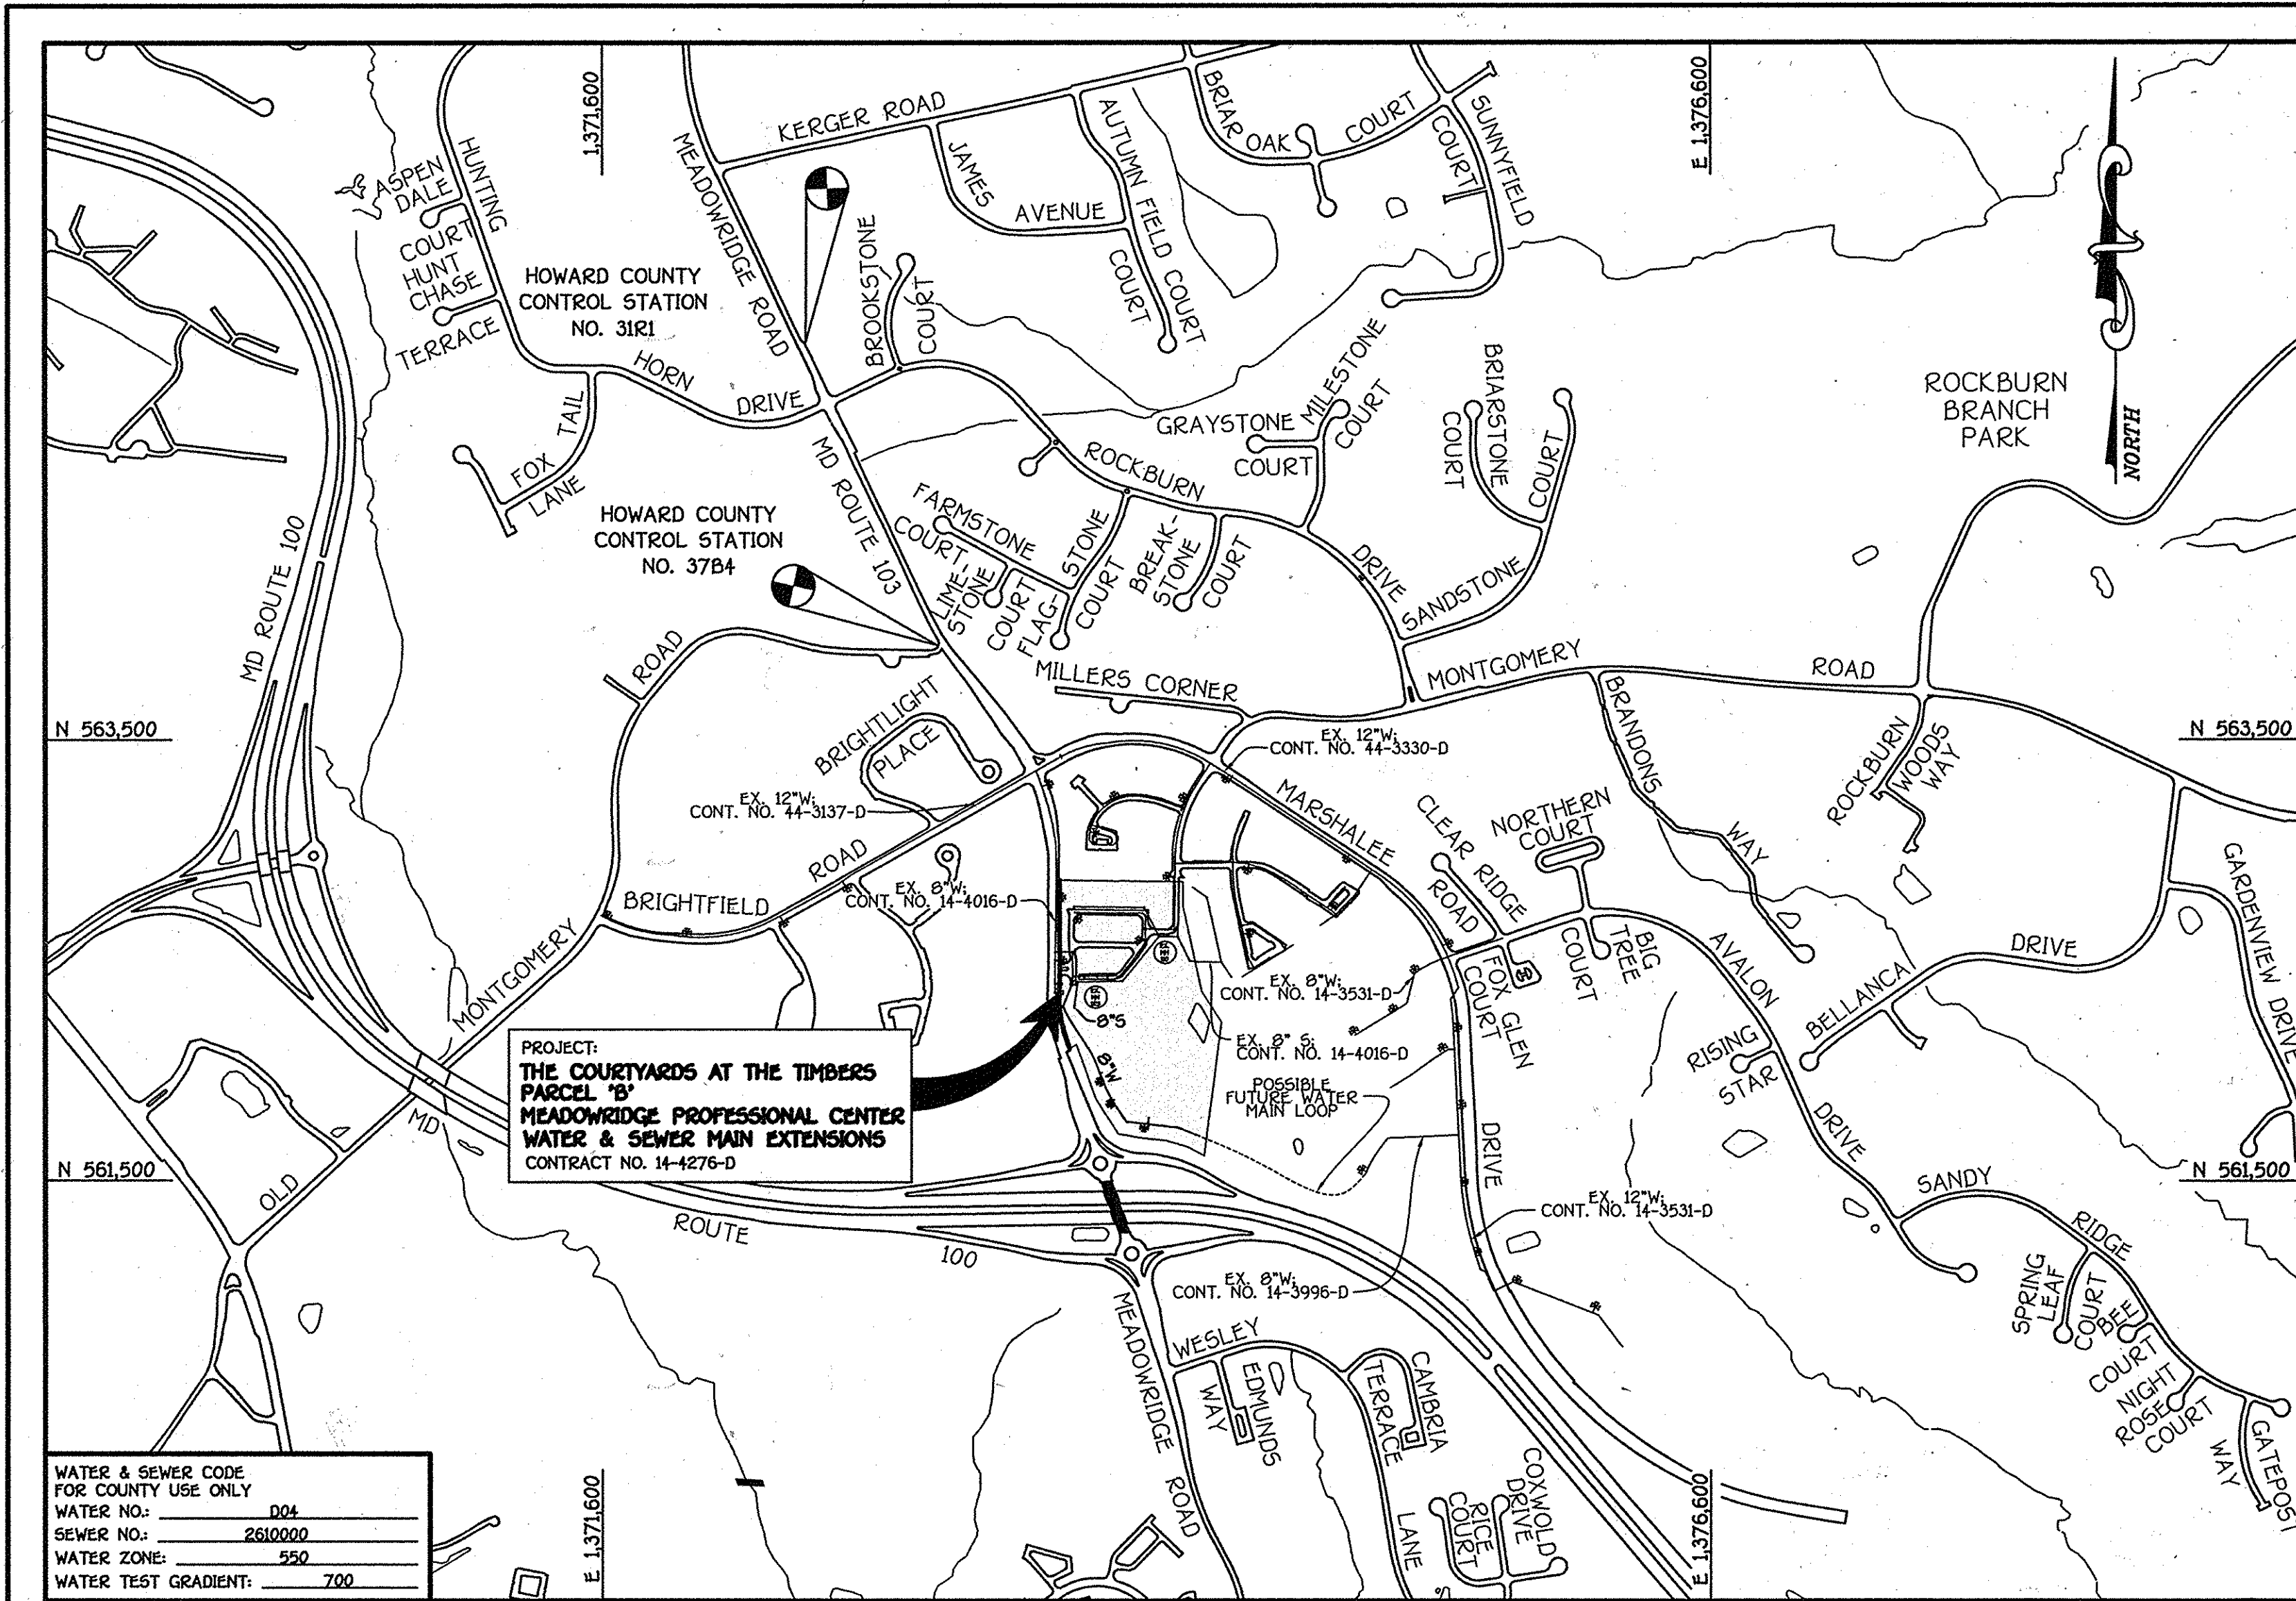 1,371,600
E 1,376,600
KERGER ROAD
BRIAR OAK COURT
SUNNYFIELD
COURT
AUTUMN FIELD COURT
COURT
JAMES
AVENUE
MEADOWRIDGE ROAD
HUNTING
HORN
DRIVE
ASPEN
DALE
COURT
HUNT
CHASE
TERRACE
HOWARD COUNTY
CONTROL STATION
NO. 31R1
BROOKSTONE
COURT
NORTH
ROCKBURN
BRANCH
PARK
MD ROUTE 100
FOX TAIL
LANE
HOWARD COUNTY
CONTROL STATION
NO. 37B4
MD ROUTE 103
GRAYSTONE
COURT
MILESTONE
COURT
BRIARSTONE
COURT
COURT
SANDSTONE
ROCKBURN
DRIVE
FARMSTONE
COURT
LIME-
STONE
COURT
FLAG-
STONE
COURT
BREAK-
STONE
COURT
MILLERS CORNER
MONTGOMERY
ROAD
ROAD
N 563,500
N 563,500
BRIGHTLIGHT
PLACE
EX. 12"W;
CONT. NO. 44-3330-D
EX. 12"W;
CONT. NO. 44-3137-D
BRANDONS
WAY
ROCKBURN
WOODS
WAY
MARSHALEE
CLEAR RIDGE
ROAD
NORTHERN
COURT
ROAD
BRIGHTFIELD
EX. 8"W;
CONT. NO. 14-4016-D
MONTGOMERY
BIG
TREE
COURT
AVALON
DRIVE
BELLANCA
DRIVE
GARDENVIEW DRIVE
FOX GLEN
COURT
EX. 8"W;
CONT. NO. 14-3531-D
8"S
EX. 8" S;
CONT. NO. 14-4016-D
8"W
RISING
STAR
POSSIBLE
FUTURE WATER
MAIN LOOP
PROJECT:
THE COURTYARDS AT THE TIMBERS
PARCEL 'B'
MEADOWRIDGE PROFESSIONAL CENTER
WATER & SEWER MAIN EXTENSIONS
CONTRACT NO. 14-4276-D
MD
ROUTE
100
N 561,500
N 561,500
OLD
DRIVE
EX. 12"W;
CONT. NO. 14-3531-D
EX. 8"W;
CONT. NO. 14-3996-D
SANDY
RIDGE
SPRING
LEAF
COURT
BEE
COURT
NIGHT
ROSE
COURT
GATEPOST
WAY
MEADOWRIDGE ROAD
WESLEY
EDMUNDS
WAY
CAMBRIA
TERRACE
LANE
RICE
COURT
COXWOLD
DRIVE
E 1,371,600
E 1,376,600
WATER & SEWER CODE
FOR COUNTY USE ONLY
WATER NO.: D04
SEWER NO.: 2610000
WATER ZONE: 550
WATER TEST GRADIENT: 700